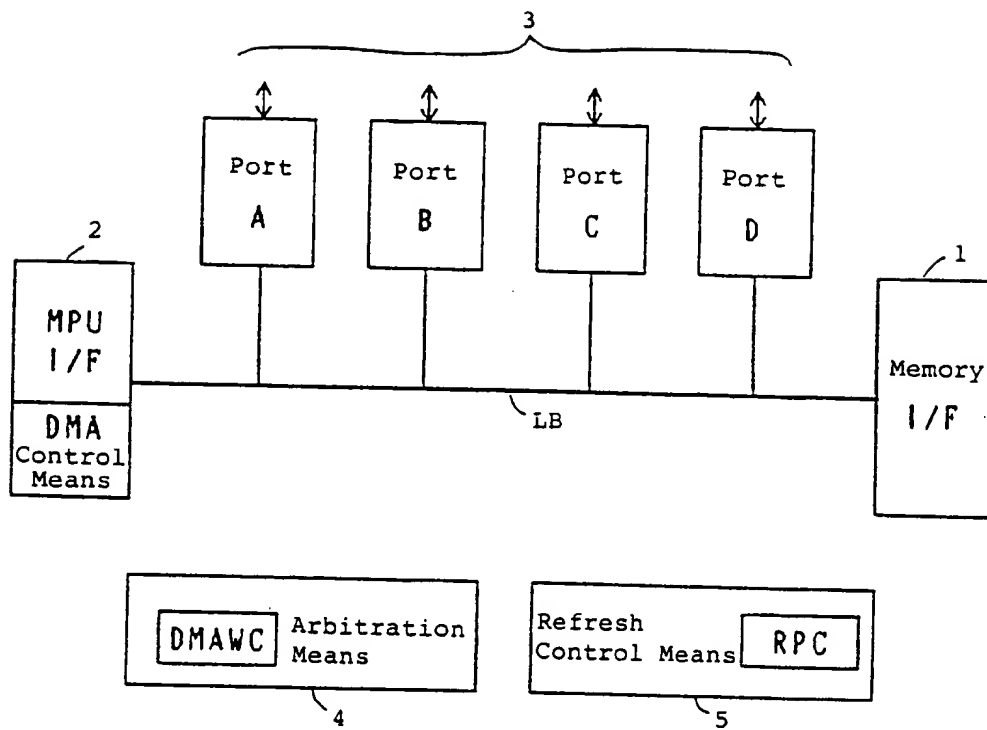 3
Port
A
Port
B
Port
C
Port
D
2
1
MPU
I/F
DMA
Control
Means
LB
Memory
I/F
DMAWC
Arbitration
Means
Refresh
Control Means
RPC
4
5